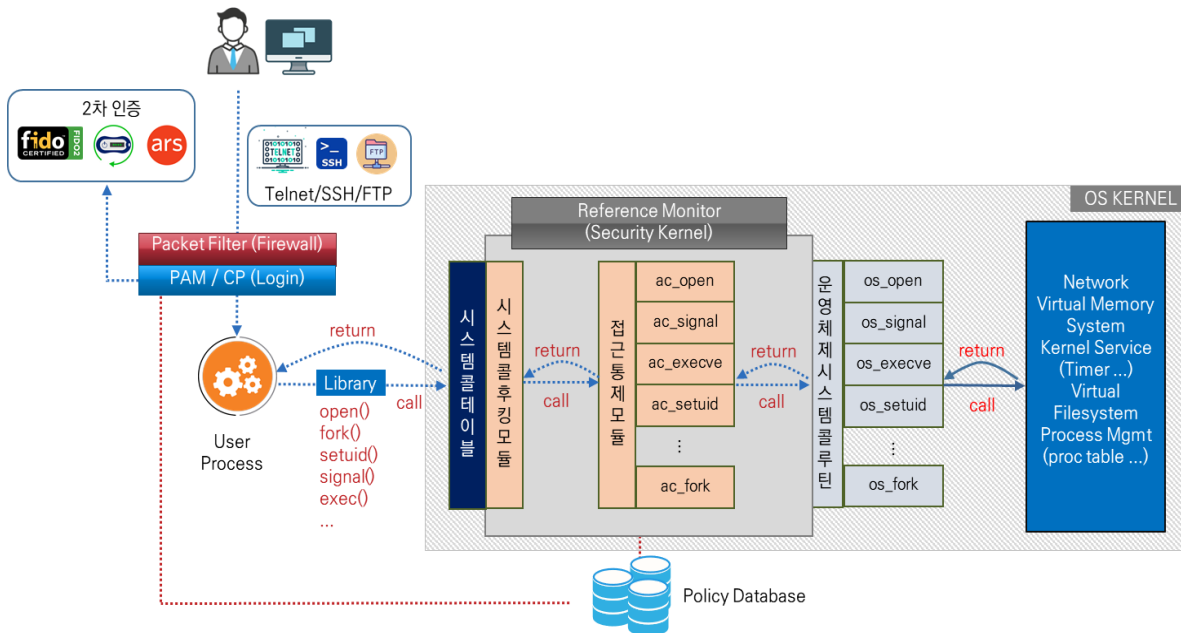 2차 인증
fido
CERTIFIED
FIDO2
ars
01010101010
TELNET
01010101010
>_
SSH
FTP
Telnet/SSH/FTP
Packet Filter (Firewall)
PAM / CP (Login)
return
Library
call
open()
fork()
setuid()
signal()
exec()
...
User
Process
OS KERNEL
Reference Monitor
(Security Kernel)
시스템콜테이블
시스템콜후킹모듈
return
call
접근통제모듈
ac_open
ac_signal
ac_execve
ac_setuid
⋮
ac_fork
return
call
운영체제시스템콜루틴
os_open
os_signal
os_execve
os_setuid
⋮
os_fork
return
call
Network
Virtual Memory
System
Kernel Service
(Timer ...)
Virtual
Filesystem
Process Mgmt
(proc table ...)
Policy Database